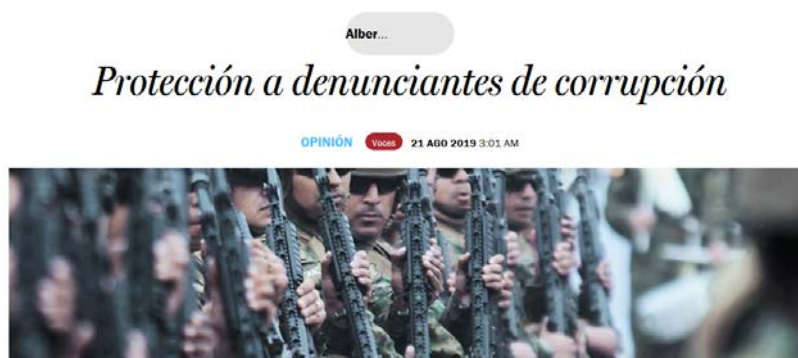 Alber...
Protección a denunciantes de corrupción
OPINIÓN Voces 21 AGO 2019 3:01 AM